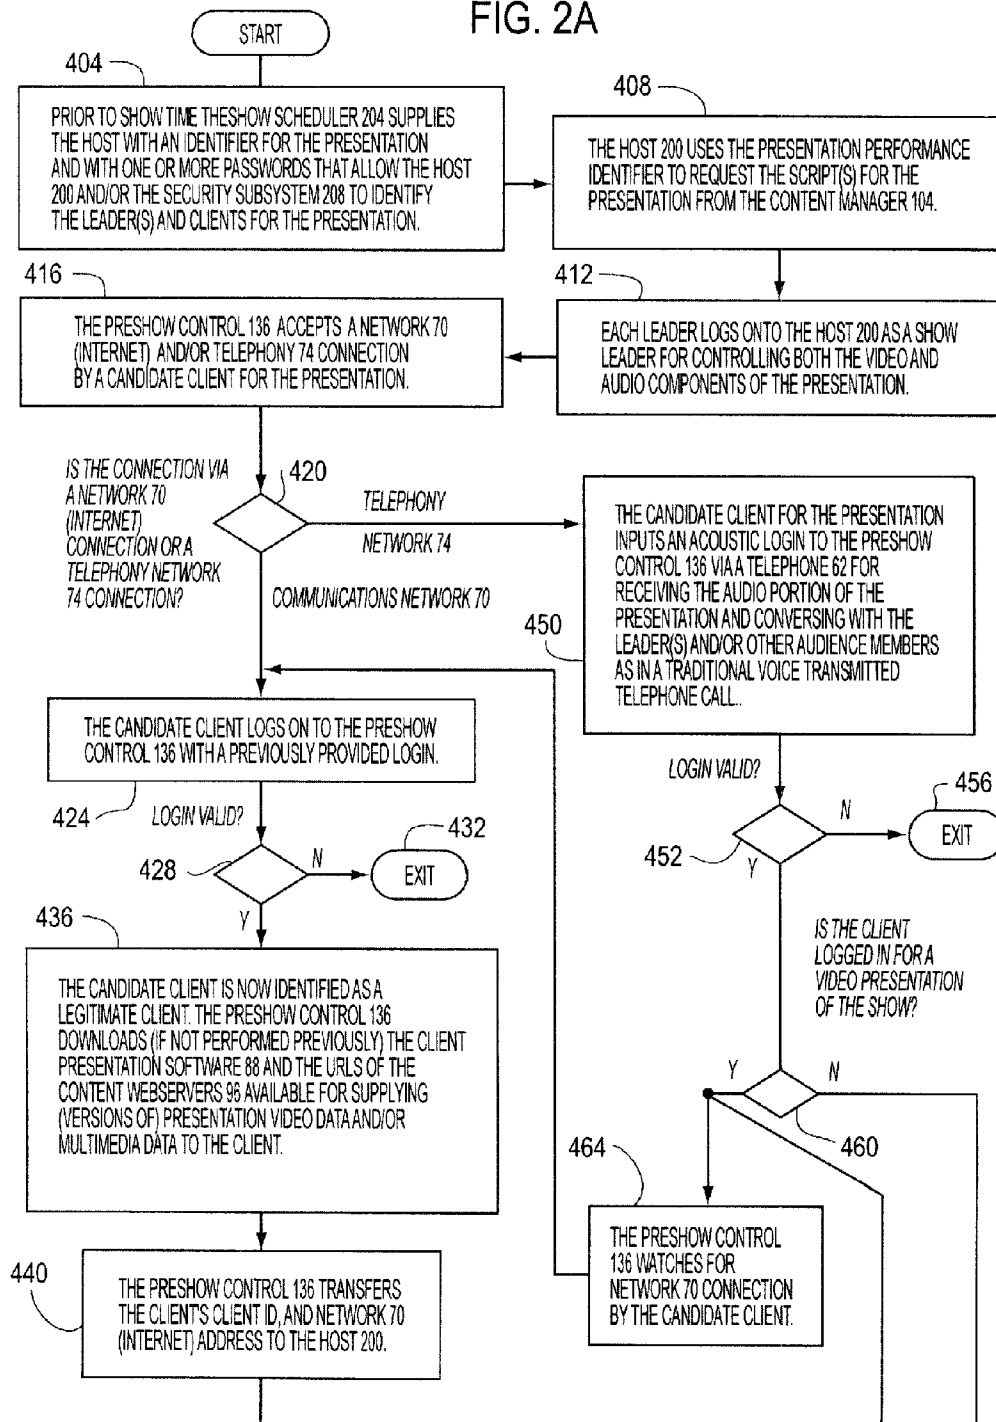 FIG. 2A
START
404
PRIOR TO SHOW TIME THESHOW SCHEDULER 204 SUPPLIES
THE HOST WITH AN IDENTIFIER FOR THE PRESENTATION
AND WITH ONE OR MORE PASSWORDS THAT ALLOW THE HOST
200 AND/OR THE SECURITY SUBSYSTEM 208 TO IDENTIFY
THE LEADER(S) AND CLIENTS FOR THE PRESENTATION.
408
THE HOST 200 USES THE PRESENTATION PERFORMANCE
IDENTIFIER TO REQUEST THE SCRIPT(S) FOR THE
PRESENTATION FROM THE CONTENT MANAGER 104.
416
THE PRESHOW CONTROL 136 ACCEPTS A NETWORK 70
(INTERNET) AND/OR TELEPHONY 74 CONNECTION
BY A CANDIDATE CLIENT FOR THE PRESENTATION.
412
EACH LEADER LOGS ONTO THE HOST 200 AS A SHOW
LEADER FOR CONTROLLING BOTH THE VIDEO AND
AUDIO COMPONENTS OF THE PRESENTATION.
IS THE CONNECTION VIA
A NETWORK 70
(INTERNET)
CONNECTION OR A
TELEPHONY NETWORK
74 CONNECTION?
420
TELEPHONY
NETWORK 74
COMMUNICATIONS NETWORK 70
THE CANDIDATE CLIENT FOR THE PRESENTATION
INPUTS AN ACOUSTIC LOGIN TO THE PRESHOW
CONTROL 136 VIA A TELEPHONE 62 FOR
RECEIVING THE AUDIO PORTION OF THE
PRESENTATION AND CONVERSING WITH THE
LEADER(S) AND/OR OTHER AUDIENCE MEMBERS
AS IN A TRADITIONAL VOICE TRANSMITTED
TELEPHONE CALL..
450
THE CANDIDATE CLIENT LOGS ON TO THE PRESHOW
CONTROL 136 WITH A PREVIOUSLY PROVIDED LOGIN.
424
LOGIN VALID?
428
N
432
EXIT
Y
LOGIN VALID?
452
N
456
EXIT
Y
436
THE CANDIDATE CLIENT IS NOW IDENTIFIED AS A
LEGITIMATE CLIENT. THE PRESHOW CONTROL 136
DOWNLOADS (IF NOT PERFORMED PREVIOUSLY) THE CLIENT
PRESENTATION SOFTWARE 88 AND THE URLS OF THE
CONTENT WEBSERVERS 96 AVAILABLE FOR SUPPLYING
(VERSIONS OF) PRESENTATION VIDEO DATA AND/OR
MULTIMEDIA DATA TO THE CLIENT.
IS THE CLIENT
LOGGED IN FOR A
VIDEO PRESENTATION
OF THE SHOW?
Y
N
460
464
THE PRESHOW CONTROL
136 WATCHES FOR
NETWORK 70 CONNECTION
BY THE CANDIDATE CLIENT.
440
THE PRESHOW CONTROL 136 TRANSFERS
THE CLIENT'S CLIENT ID, AND NETWORK 70
(INTERNET) ADDRESS TO THE HOST 200.